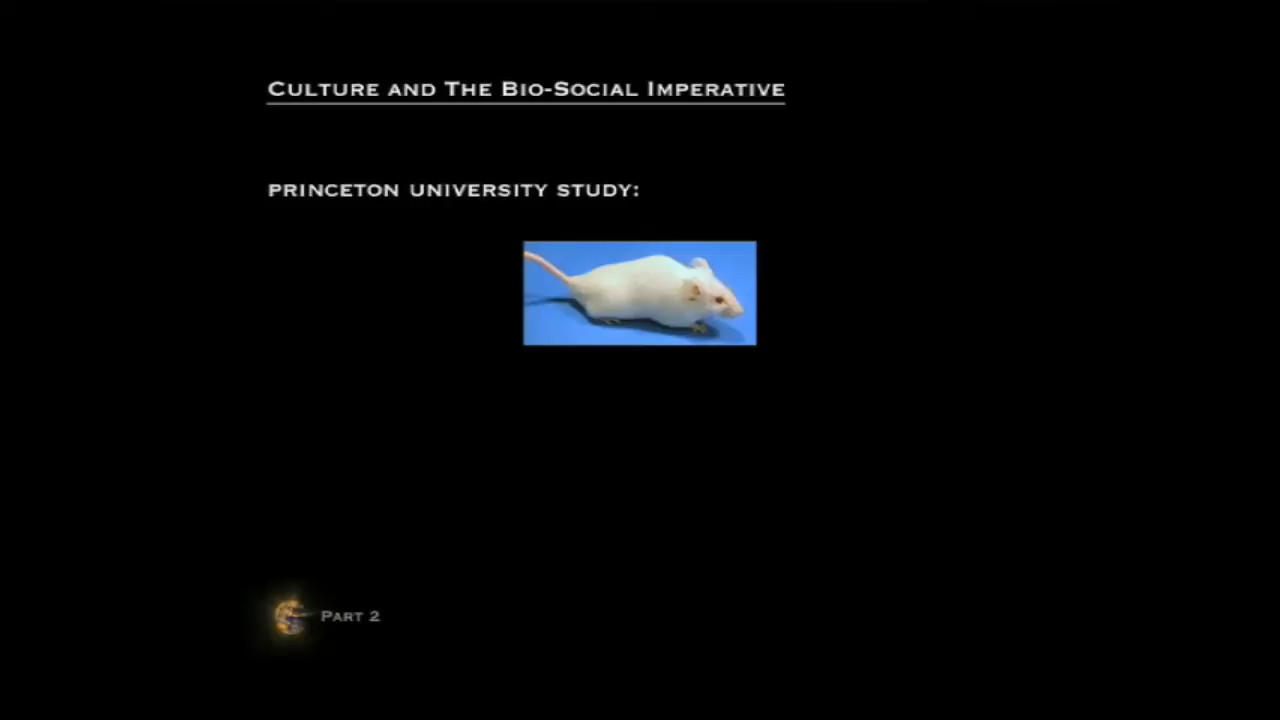 Culture and The Bio-Social Imperative
PRINCETON UNIVERSITY STUDY:
Part 2